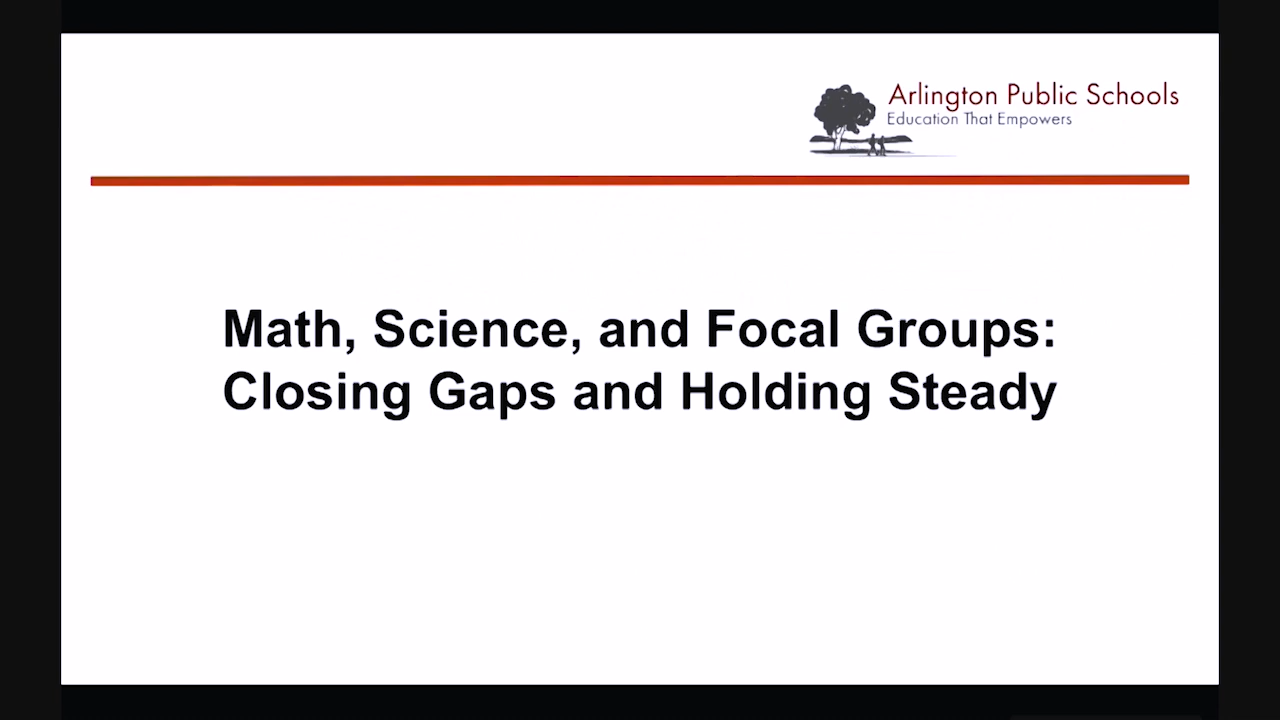 Arlington Public Schools
Education That Empowers
Math, Science, and Focal Groups:
Closing Gaps and Holding Steady